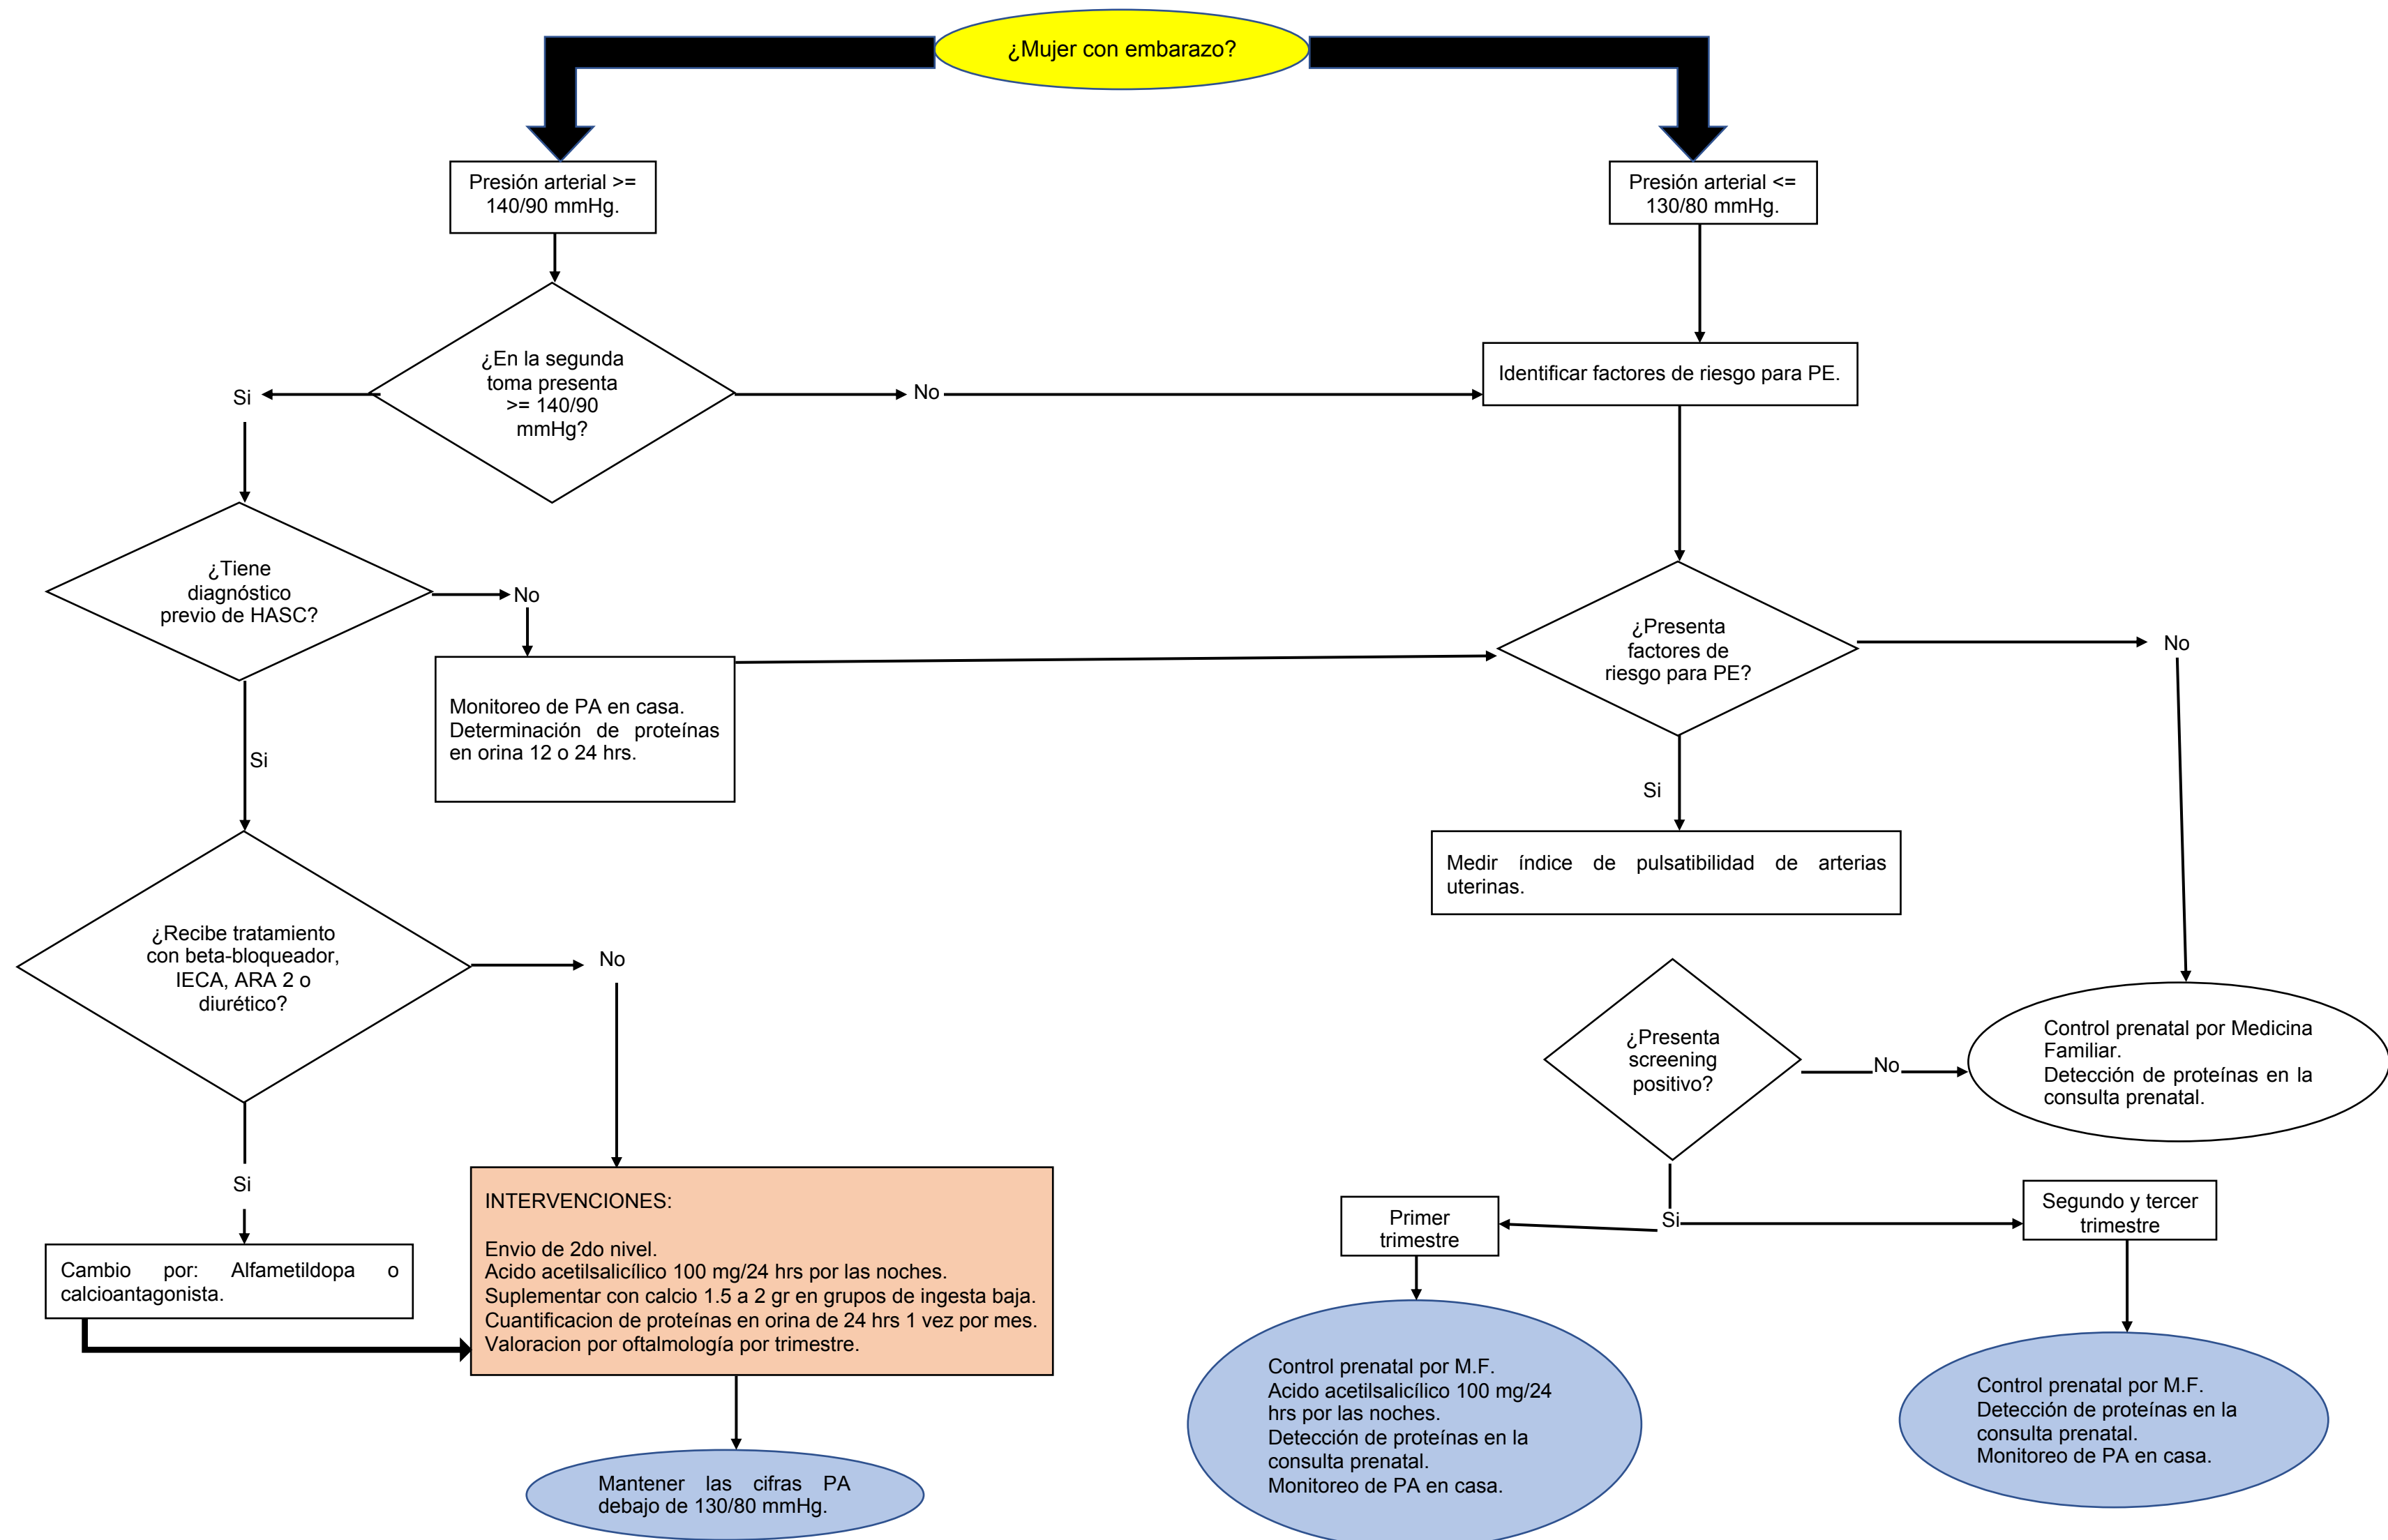 ¿Mujer con embarazo?
Presión arterial >=
140/90 mmHg.
Presión arterial <=
130/80 mmHg.
¿En la segunda
toma presenta
>= 140/90
mmHg?
Si
No
Identificar factores de riesgo para PE.
¿Tiene
diagnóstico
previo de HASC?
No
Si
Monitoreo de PA en casa.
Determinación de proteínas
en orina 12 o 24 hrs.
¿Presenta
factores de
riesgo para PE?
No
Si
Medir índice de pulsatibilidad de arterias
uterinas.
¿Recibe tratamiento
con beta-bloqueador,
IECA, ARA 2 o
diurético?
No
Si
¿Presenta
screening
positivo?
No
Control prenatal por Medicina
Familiar.
Detección de proteínas en la
consulta prenatal.
Si
Primer
trimestre
Segundo y tercer
trimestre
Cambio por: Alfametildopa o
calcioantagonista.
INTERVENCIONES:
Envio de 2do nivel.
Acido acetilsalicílico 100 mg/24 hrs por las noches.
Suplementar con calcio 1.5 a 2 gr en grupos de ingesta baja.
Cuantificacion de proteínas en orina de 24 hrs 1 vez por mes.
Valoracion por oftalmología por trimestre.
Control prenatal por M.F.
Acido acetilsalicílico 100 mg/24
hrs por las noches.
Detección de proteínas en la
consulta prenatal.
Monitoreo de PA en casa.
Control prenatal por M.F.
Detección de proteínas en la
consulta prenatal.
Monitoreo de PA en casa.
Mantener las cifras PA
debajo de 130/80 mmHg.